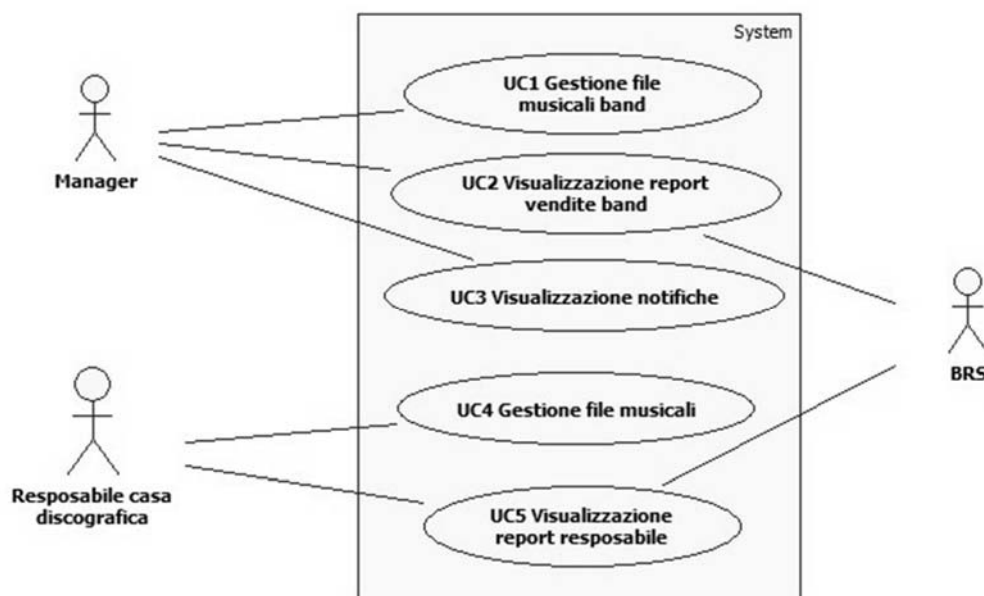 System
UC1 Gestione file
musicali band
Manager
UC2 Visualizzazione report
vendite band
UC3 Visualizzazione notifiche
BRS
UC4 Gestione file musicali
Resposabile casa
discografica
UC5 Visualizzazione
report resposabile